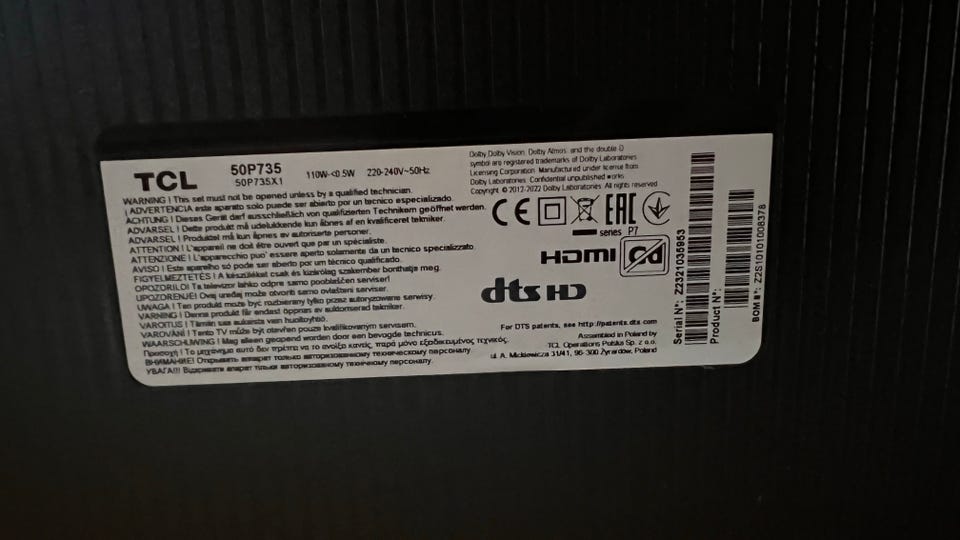 TCL
50P735
50P735X1
110W-<0.5W 220-240V~50Hz
WARNING ! This set must not be opened unless by a qualified technician.
¡ ADVERTENCIA este aparato solo puede ser abierto por un tecnico especializado.
ACHTUNG ! Dieses Gerät darf ausschließlich von qualifizierten Technikern geöffnet werden.
ADVARSEL ! Dette produkt må udelukkende kun åbnes af en kvalificeret tekniker.
ADVARSEL ! Produktet må kun åpnes av autoriserte personer.
ATTENTION ! L'appareil ne doit être ouvert que par un spécialiste.
ATTENZIONE ! L'apparecchio puo' essere aperto solamente da un tecnico specializzato.
AVISO ! Este aparelho só pode ser aberto por um técnico qualificado.
FIGYELMEZTETÉS ! A készüléket csak és kizárólag szakember bonthatja meg.
OPOZORILO! Ta televizor lahko odpre samo pooblaščen serviser!
UPOZORENJE! Ovaj uređaj može otvoriti samo ovlašteni serviser.
UWAGA ! Ten produkt może być rozbierany tylko przez autoryzowane serwisy.
VARNING ! Denna produkt får endast öppnas av auktoriserad tekniker.
VAROITUS ! Tämän saa aukaista vain huoltoyhtiö.
VAROVÁNÍ ! Tento TV může být otevřen pouze kvalifikovaným servisem.
WAARSCHUWING ! Mag alleen geopend worden door een bevoegde technicus.
Προσοχή ! Το μηχάνημα αυτό δεν πρέπει να το ανοίξει κανείς, παρά μόνο εξειδικευμένος τεχνικός.
ВНИМАНИЕ! Открывать аппарат только авторизованному техническому персоналу.
УВАГА!!! Відкривати апарат тільки авторизованому технічному персоналу.
Dolby, Dolby Vision, Dolby Atmos, and the double-D
symbol are registered trademarks of Dolby Laboratories
Licensing Corporation. Manufactured under license from
Dolby Laboratories. Confidential unpublished works.
Copyright © 2012-2022 Dolby Laboratories. All rights reserved.
CE EAC
series P7
HDMI
dts HD
For DTS patents, see http://patents.dts.com
Assembled in Poland by
TCL Operations Polska Sp. z o.o.
ul. A. Mickiewicza 31/41, 96-300 Żyrardów, Poland
Serial N°: Z2321035953
Product N°:
BOM #°: Z2S10101008378